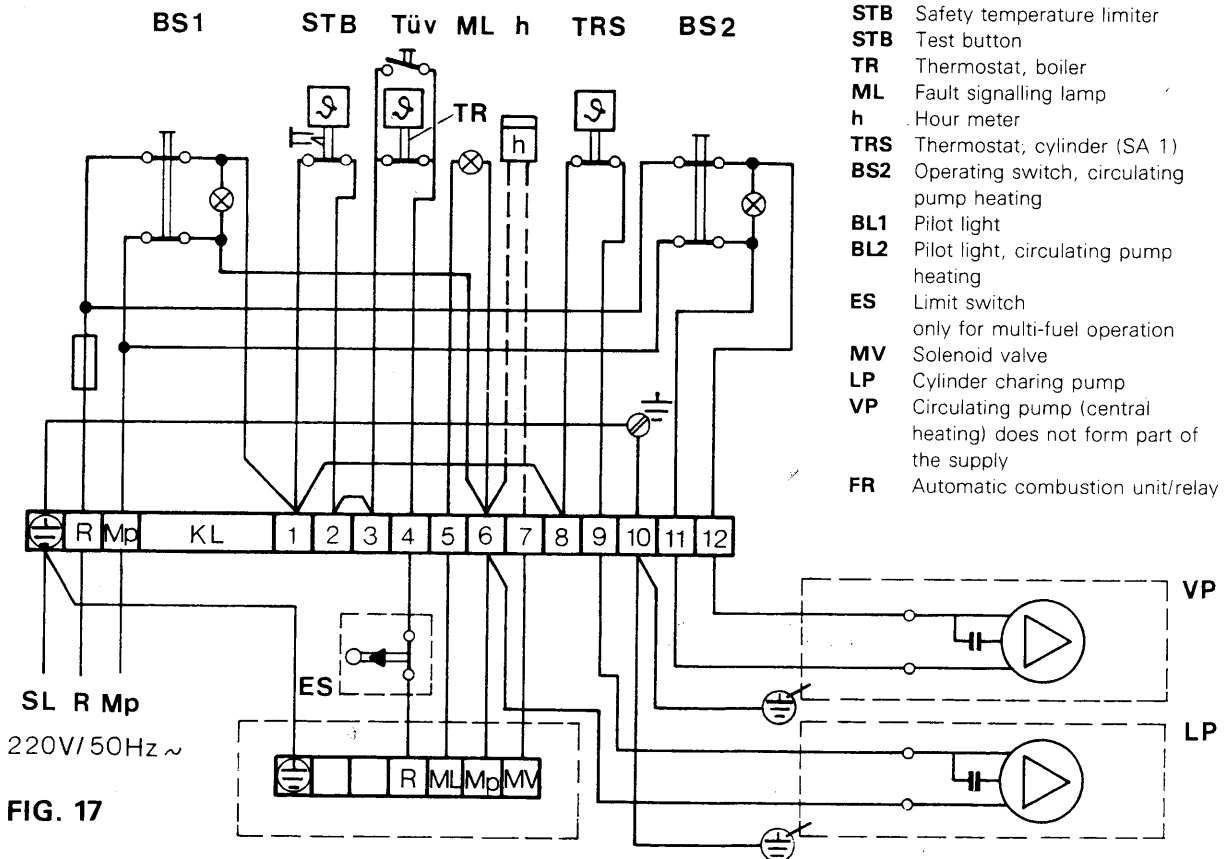 BS1 STB Tüv ML h TRS BS2
TR
h
STB Safety temperature limiter
STB Test button
TR Thermostat, boiler
ML Fault signalling lamp
h Hour meter
TRS Thermostat, cylinder (SA 1)
BS2 Operating switch, circulating
pump heating
BL1 Pilot light
BL2 Pilot light, circulating pump
heating
ES Limit switch
only for multi-fuel operation
MV Solenoid valve
LP Cylinder charing pump
VP Circulating pump (central
heating) does not form part of
the supply
FR Automatic combustion unit/relay
R Mp KL 1 2 3 4 5 6 7 8 9 10 11 12
VP
ES
SL R Mp
220V/50Hz ~
LP
R ML Mp MV
FIG. 17